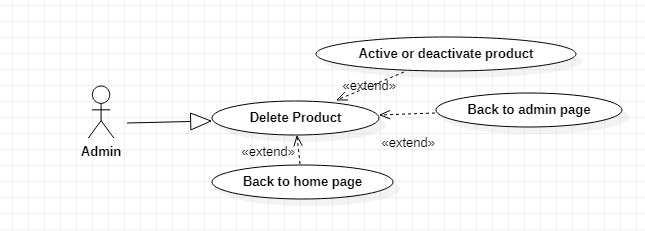 Active or deactivate product
«extend»
Back to admin page
Delete Product
Admin
«extend»
«extend»
Back to home page